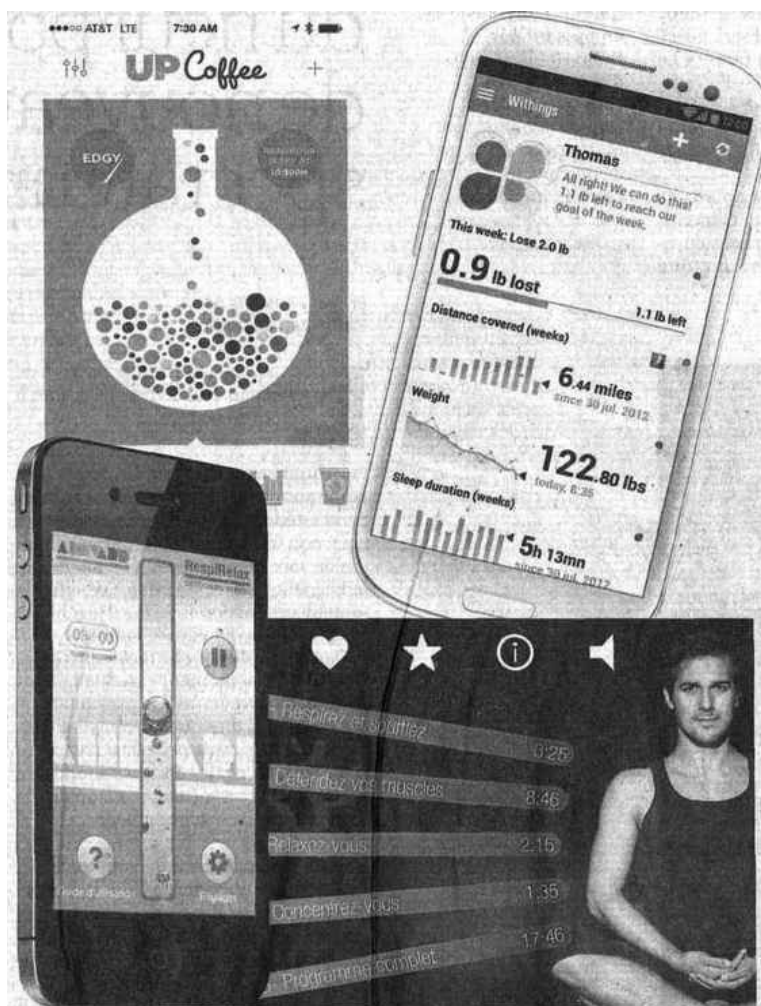 AT&T LTE 7:30 AM
UP Coffee
EDGY
Withings
Thomas
All right! We can do this!
1.1 lb left to reach our
goal of the week.
This week: Lose 2.0 lb
0.9 lb lost
1.1 lb left
Distance covered (weeks)
6.44 miles
since 30 jul, 2012
Weight
122.80 lbs
today, 8:35
Sleep duration (weeks)
5h 13mn
since 30 jul, 2012
RespiRelax
?
Respirez et soufflez
Détendez vos muscles 8:46
Relaxez-vous 2:15
Concentrez-vous 1:35
Programme complet 17:46